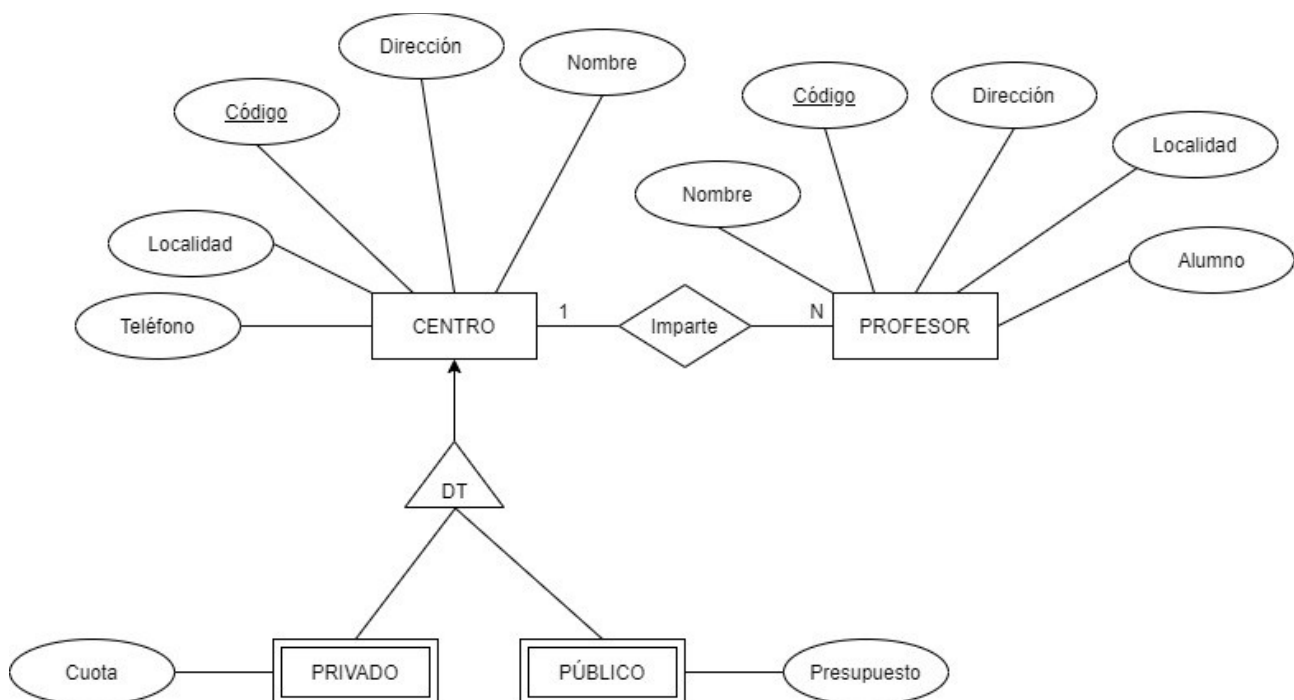 Dirección
Nombre
Código
Código
Dirección
Localidad
Nombre
Localidad
Alumno
Teléfono
CENTRO
1
Imparte
N
PROFESOR
DT
Cuota
PRIVADO
PÚBLICO
Presupuesto